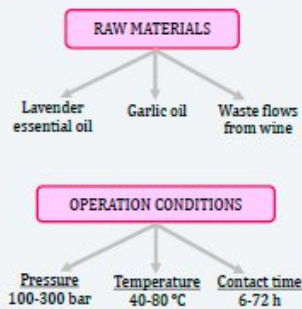 RAW MATERIALS
Lavender essential oil
Garlic oil
Waste flows from wine
OPERATION CONDITIONS
Pressure
100-300 bar
Temperature
40-80 ºC
Contact time
6-72 h